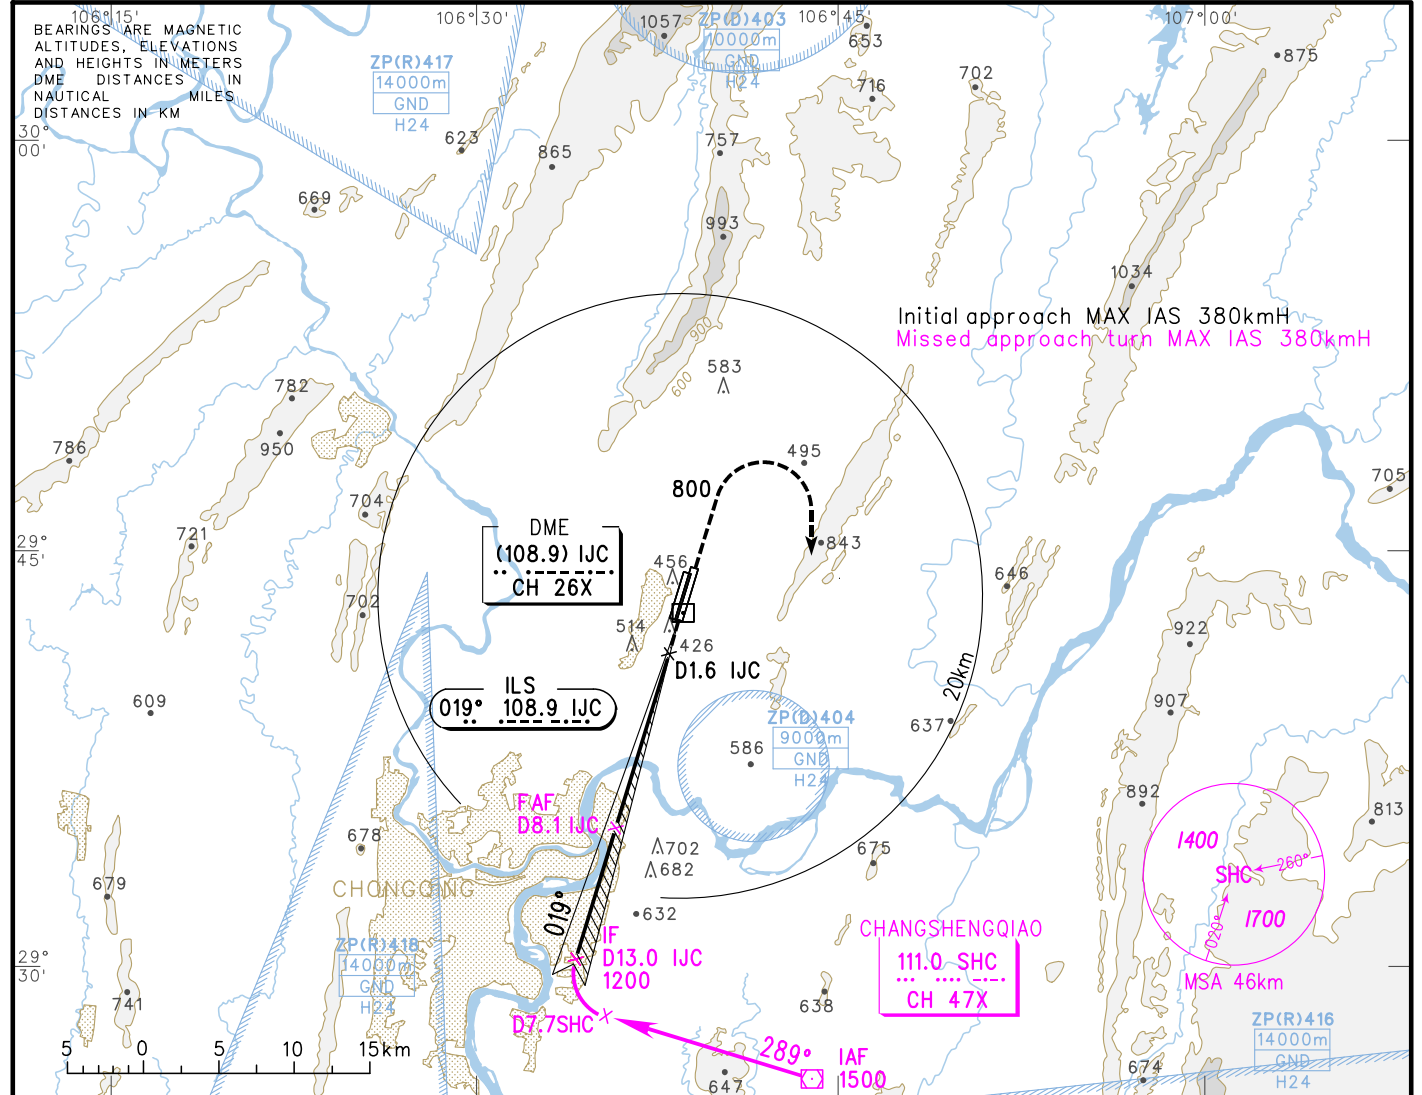 106°15'
106°30'
106°45'
107°00'
BEARINGS ARE MAGNETIC
ALTITUDES, ELEVATIONS
AND HEIGHTS IN METERS
DME DISTANCES IN
NAUTICAL MILES
DISTANCES IN KM
1057
ZP(D)403
10000m
GND
H24
653
875
ZP(R)417
14000m
GND
H24
716
702
30°
00'
623
865
757
669
993
1034
Initial approach MAX IAS 380kmH
Missed approach turn MAX IAS 380kmH
900
600
583
782
950
786
495
705
800
704
721
29°
45'
843
DME
(108.9) IJC
CH 26X
456
646
702
514
426
922
D1.6 IJC
20km
ILS
019° 108.9 IJC
609
907
637
ZP(D)404
9000m
GND
H24
586
892
813
FAF
D8.1 IJC
678
702
682
675
1400
SHC
260°
1700
020°
MSA 46km
679
CHONGQING
019°
632
CHANGSHENGQIAO
111.0 SHC
CH 47X
IF
D13.0 IJC
1200
ZP(R)418
14000m
GND
H24
29°
30'
741
638
D7.7SHC
ZP(R)416
14000m
GND
H24
289°
IAF
1500
5 0 5 10 15km
647
674